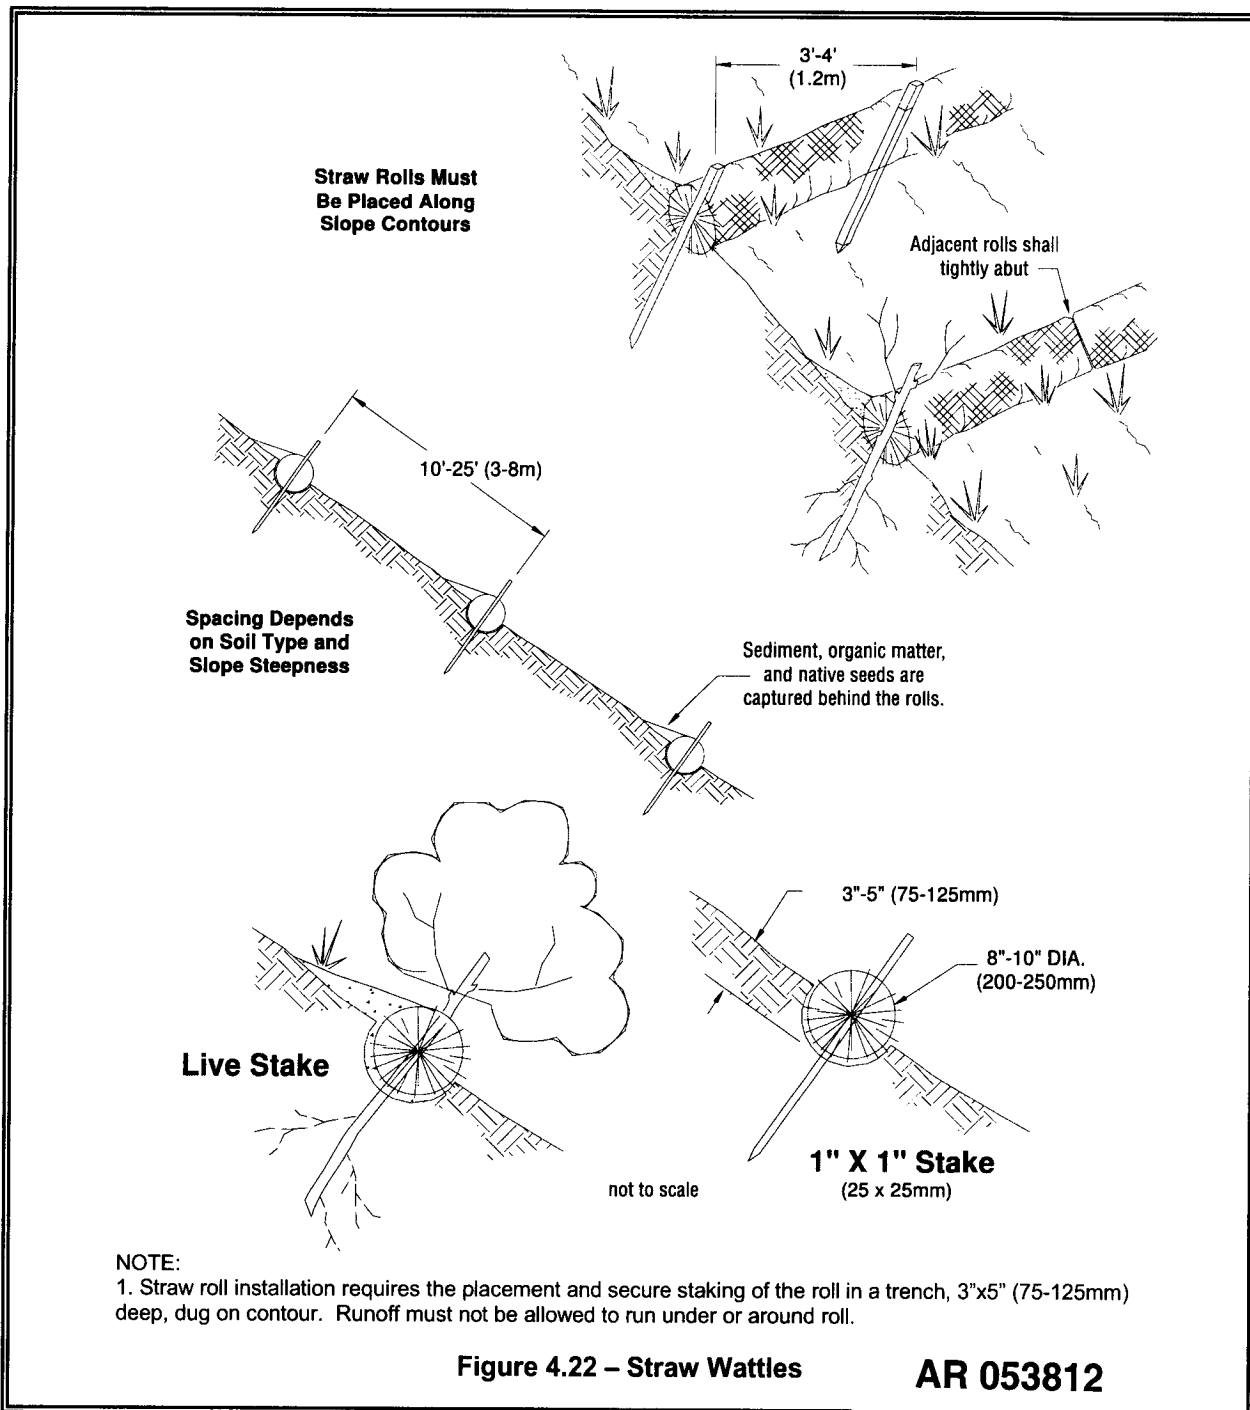 3'-4'
(1.2m)
Straw Rolls Must
Be Placed Along
Slope Contours
Adjacent rolls shall
tightly abut
10'-25' (3-8m)
Spacing Depends
on Soil Type and
Slope Steepness
Sediment, organic matter,
and native seeds are
captured behind the rolls.
3"-5" (75-125mm)
8"-10" DIA.
(200-250mm)
Live Stake
1" X 1" Stake
(25 x 25mm)
not to scale
NOTE:
1. Straw roll installation requires the placement and secure staking of the roll in a trench, 3"x5" (75-125mm)
deep, dug on contour. Runoff must not be allowed to run under or around roll.
Figure 4.22 – Straw Wattles
AR 053812